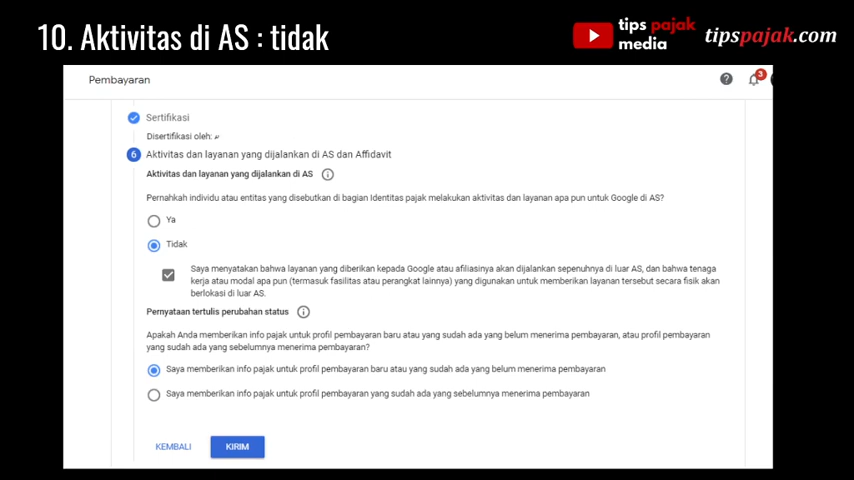 10. Aktivitas di AS : tidak
tips pajak
media
tipspajak.com
Pembayaran
3
Sertifikasi
Disertifikasi oleh:
6 Aktivitas dan layanan yang dijalankan di AS dan Affidavit
Aktivitas dan layanan yang dijalankan di AS
Pernahkah individu atau entitas yang disebutkan di bagian Identitas pajak melakukan aktivitas dan layanan apa pun untuk Google di AS?
Ya
Tidak
Saya menyatakan bahwa layanan yang diberikan kepada Google atau afiliasinya akan dijalankan sepenuhnya di luar AS, dan bahwa tenaga
kerja atau modal apa pun (termasuk fasilitas atau perangkat lainnya) yang digunakan untuk memberikan layanan tersebut secara fisik akan
berlokasi di luar AS.
Pernyataan tertulis perubahan status
Apakah Anda memberikan info pajak untuk profil pembayaran baru atau yang sudah ada yang belum menerima pembayaran, atau profil pembayaran
yang sudah ada yang sebelumnya menerima pembayaran?
Saya memberikan info pajak untuk profil pembayaran baru atau yang sudah ada yang belum menerima pembayaran
Saya memberikan info pajak untuk profil pembayaran yang sudah ada yang sebelumnya menerima pembayaran
KEMBALI
KIRIM